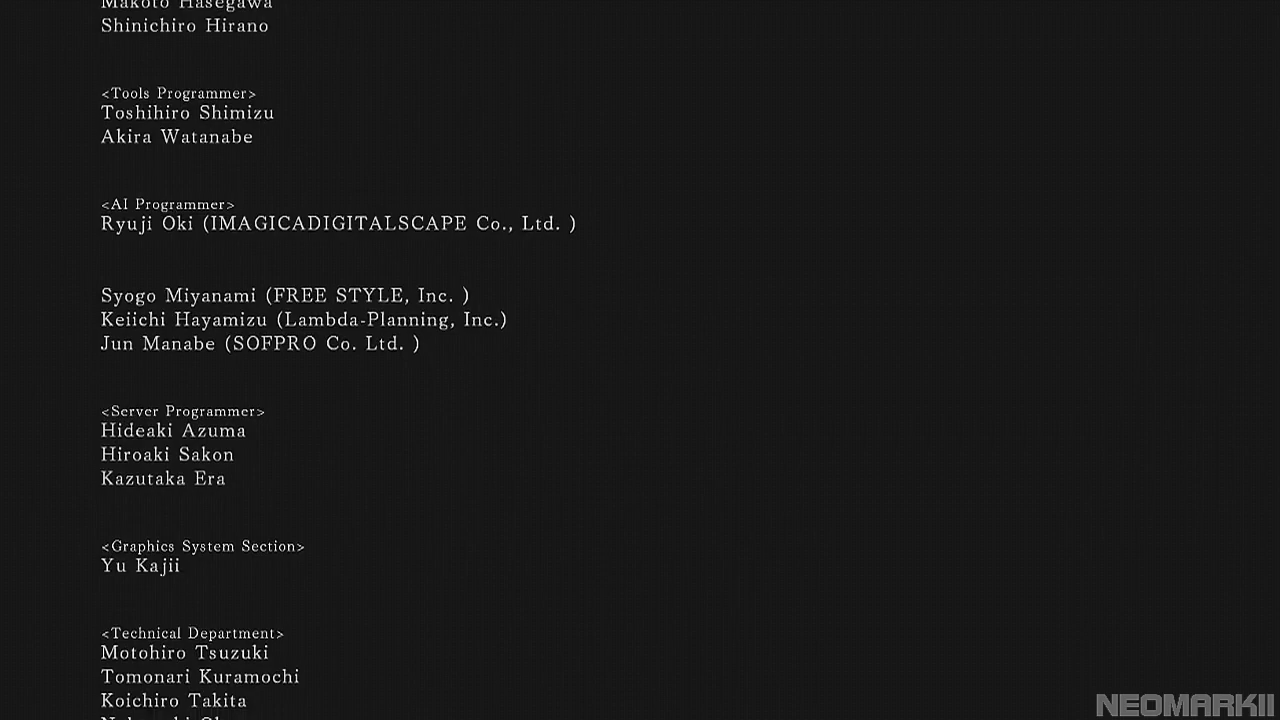 Makoto Hasegawa
Shinichiro Hirano
<Tools Programmer>
Toshihiro Shimizu
Akira Watanabe
<AI Programmer>
Ryuji Oki (IMAGICADIGITALSCAPE Co., Ltd. )
Syogo Miyanami (FREE STYLE, Inc. )
Keiichi Hayamizu (Lambda-Planning, Inc.)
Jun Manabe (SOFPRO Co. Ltd. )
<Server Programmer>
Hideaki Azuma
Hiroaki Sakon
Kazutaka Era
<Graphics System Section>
Yu Kajii
<Technical Department>
Motohiro Tsuzuki
Tomonari Kuramochi
Koichiro Takita
NEOMARKII